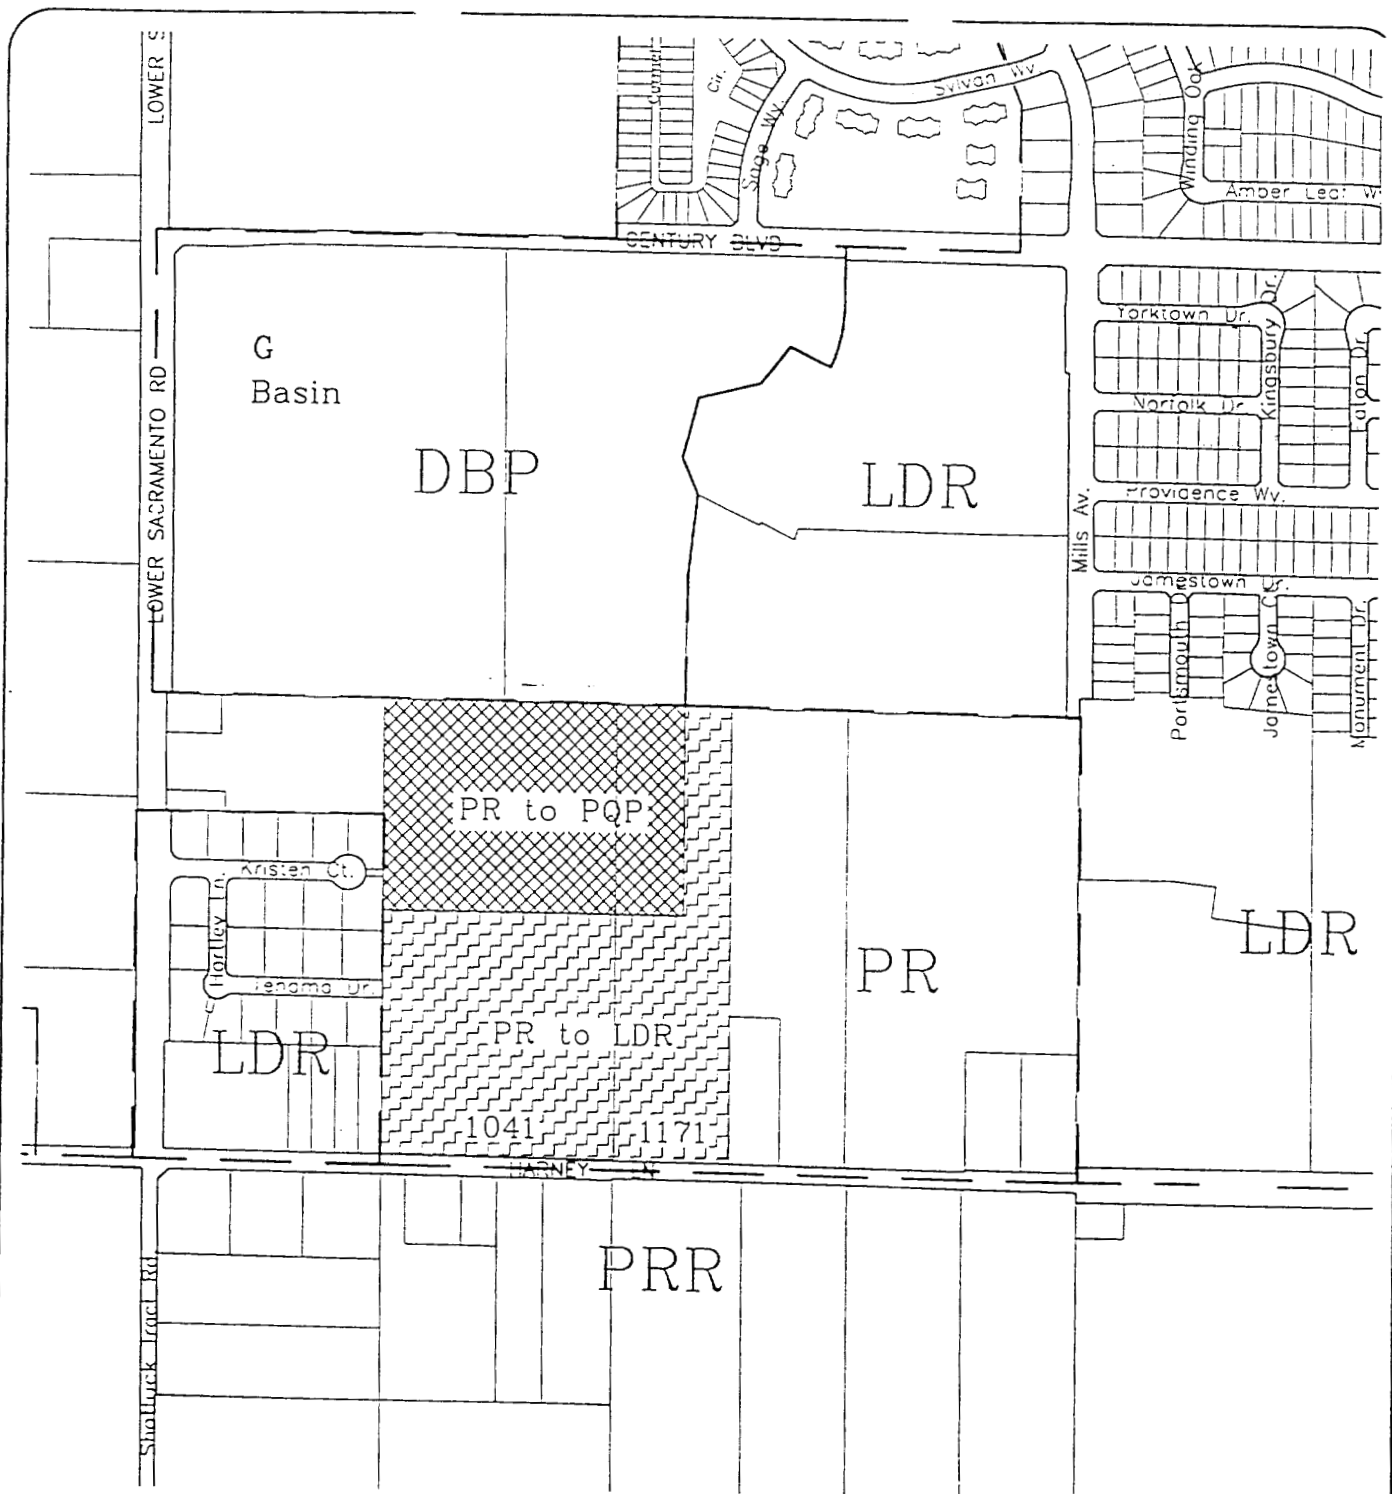 LOWER S
Cir.
Sage Wy.
Sylvan Wy
Winding Oak
Amber Leaf W
CENTURY BLVD
G
Basin
DBP
LDR
LOWER SACRAMENTO RD
Mills Av.
Yorktown Dr.
Kingsbury Dr.
Eaton Dr.
Norfolk Dr
Providence Wy.
Jamestown Dr.
Portsmouth D
Jamestown Ct
Monument Dr.
PR to PQP
Kristen Ct.
Hartley Ln.
Tehama Dr.
LDR
PR
LDR
PR to LDR
1041
1171
HARNEY LN
PRR
Shattuck Tract Rd